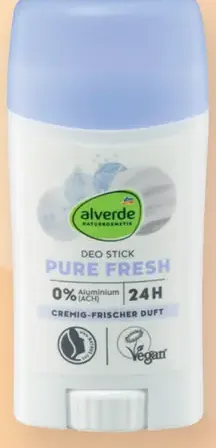 alverde
NATURKOSMETIK
DEO STICK
PURE FRESH
0% Aluminium (ACH) 24H
CREMIG-FRISCHER DUFT
Vegan